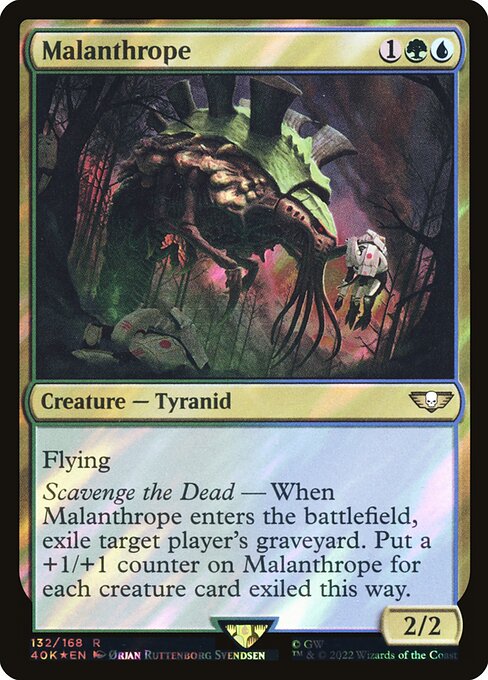 Malanthrope 1
Creature — Tyranid
Flying
Scavenge the Dead — When
Malanthrope enters the battlefield,
exile target player's graveyard. Put a
+1/+1 counter on Malanthrope for
each creature card exiled this way.
2/2
132/168 R
40K★EN ØRJAN RUTTENBORG SVENDSEN
© GW
™ & © 2022 Wizards of the Coast